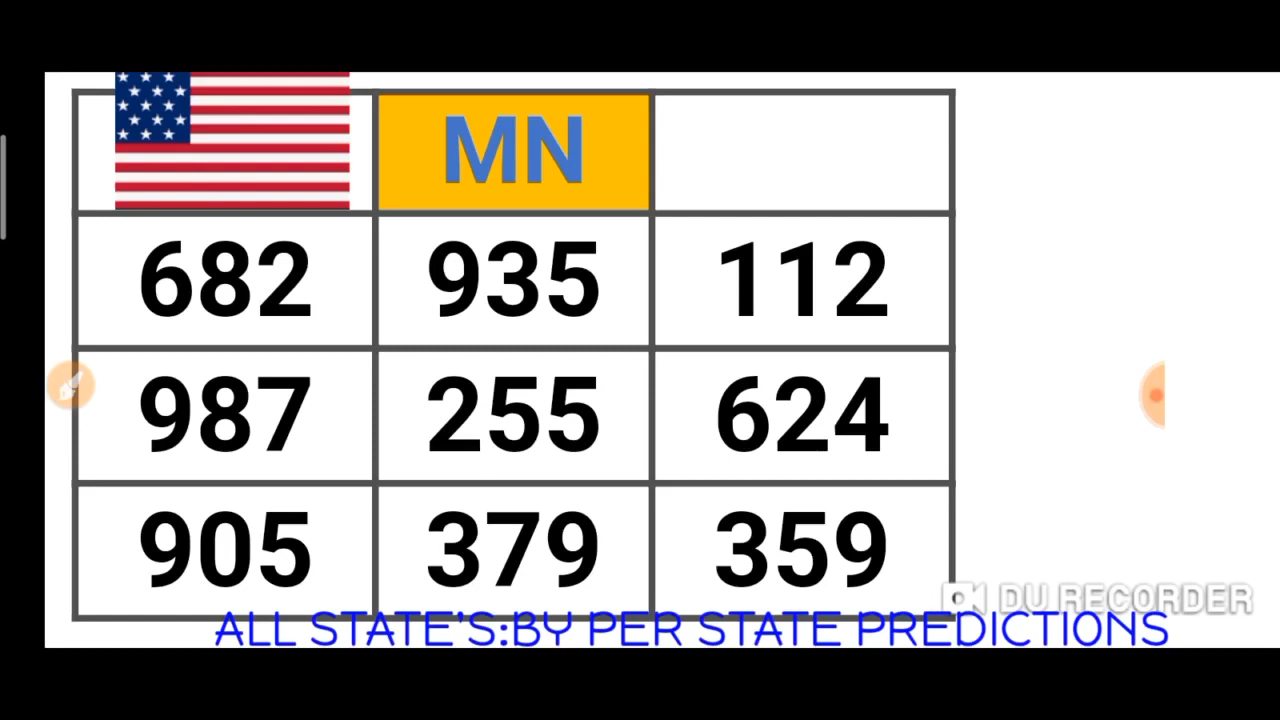 MN
682 935 112
987 255 624
905 379 359
DU RECORDER
ALL STATE'S:BY PER STATE PREDICTIONS